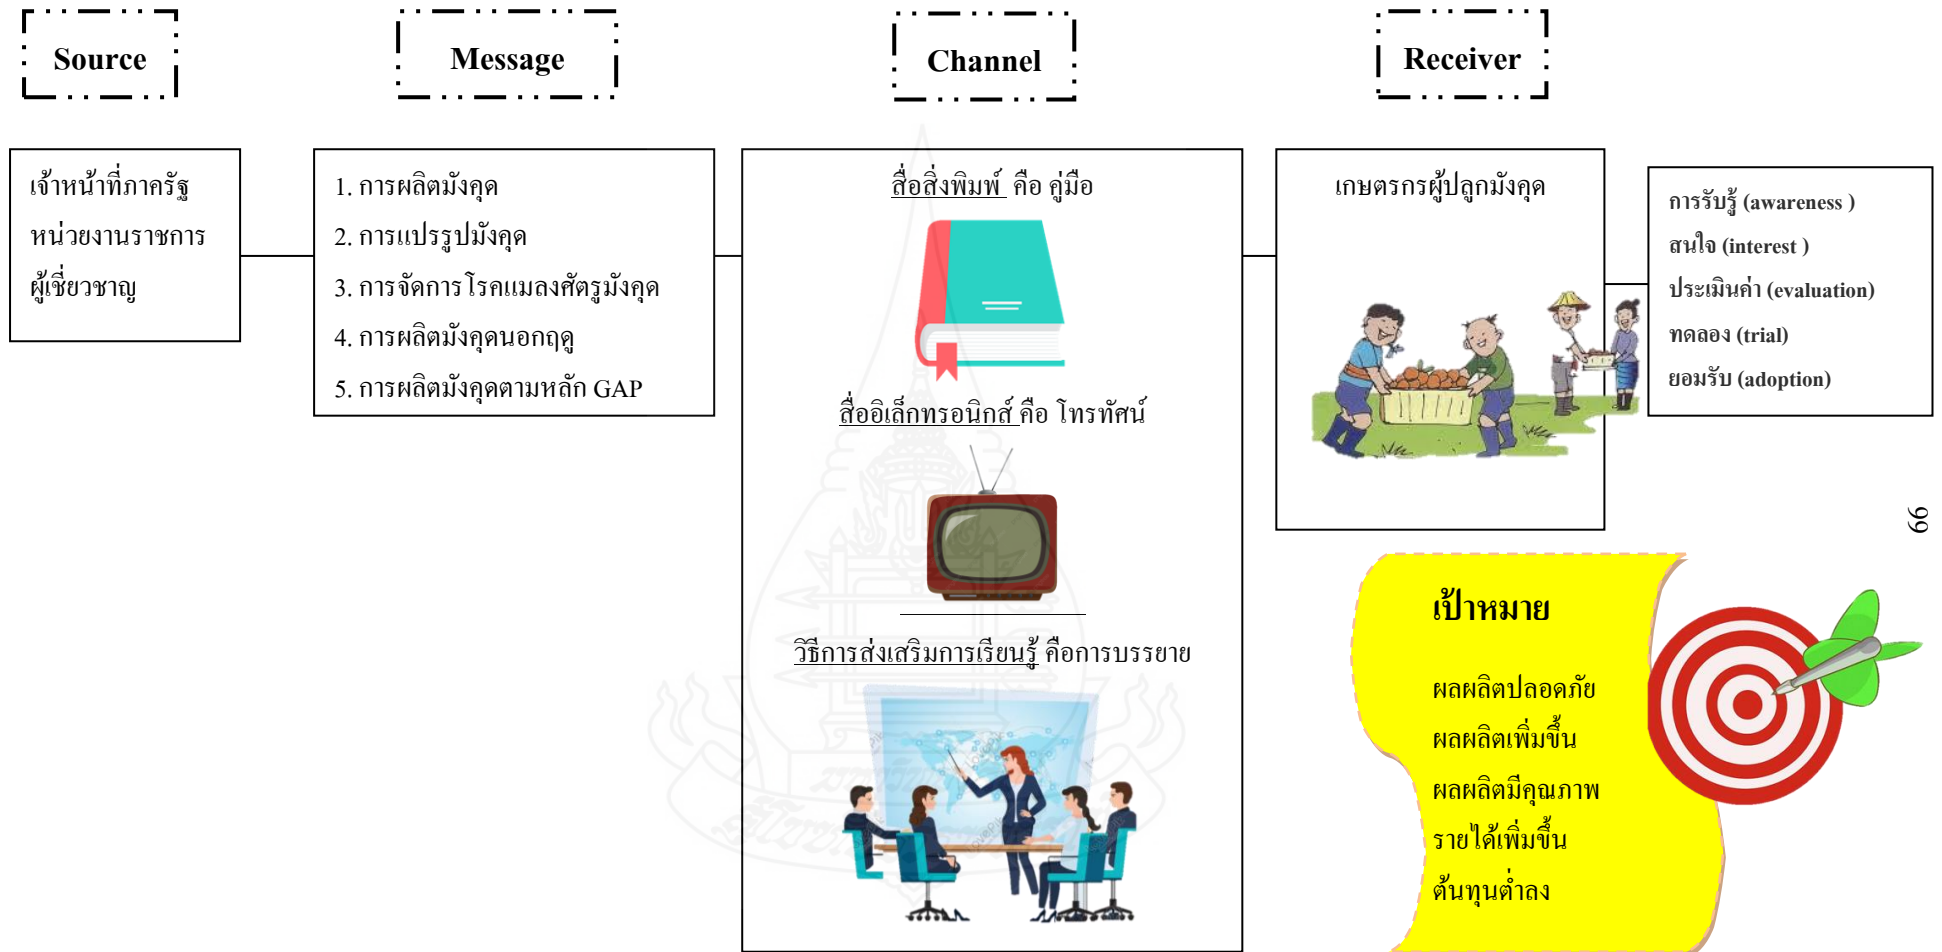 Source
Message
Channel
Receiver
เจ้าหน้าที่ภาครัฐ
หน่วยงานราชการ
ผู้เชี่ยวชาญ
1. การผลิตมังคุด
2. การแปรรูปมังคุด
3. การจัดการโรคแมลงศัตรูมังคุด
4. การผลิตมังคุดนอกฤดู
5. การผลิตมังคุดตามหลัก GAP
สื่อสิ่งพิมพ์ คือ คู่มือ
สื่ออิเล็กทรอนิกส์ คือ โทรทัศน์
วิธีการส่งเสริมการเรียนรู้ คือการบรรยาย
เกษตรกรผู้ปลูกมังคุด
การรับรู้ (awareness )
สนใจ (interest )
ประเมินค่า (evaluation)
ทดลอง (trial)
ยอมรับ (adoption)
99
เป้าหมาย
ผลผลิตปลอดภัย
ผลผลิตเพิ่มขึ้น
ผลผลิตมีคุณภาพ
รายได้เพิ่มขึ้น
ต้นทุนต่ำลง